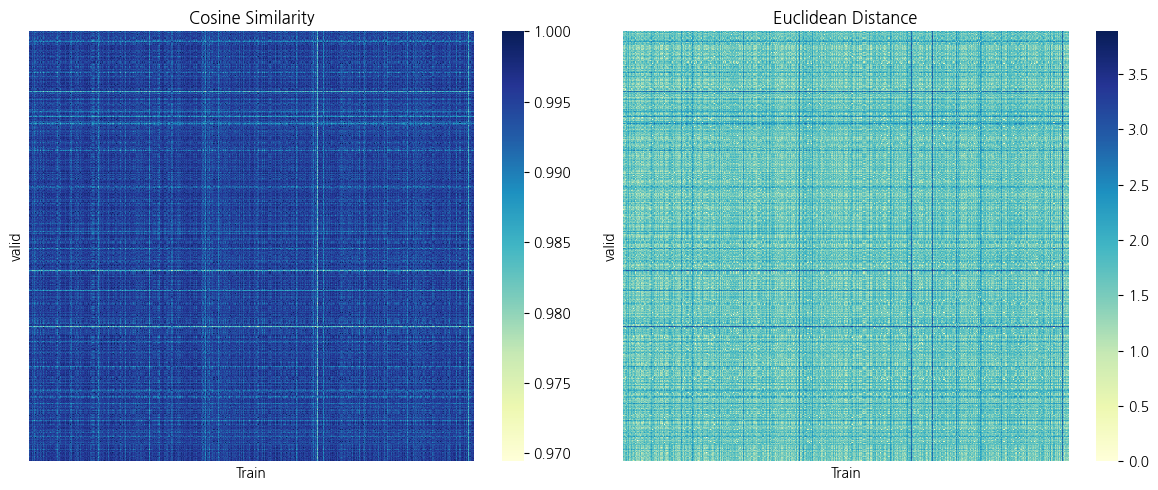 Cosine Similarity
valid
Train
1.000
0.995
0.990
0.985
0.980
0.975
0.970
Euclidean Distance
valid
Train
3.5
3.0
2.5
2.0
1.5
1.0
0.5
0.0